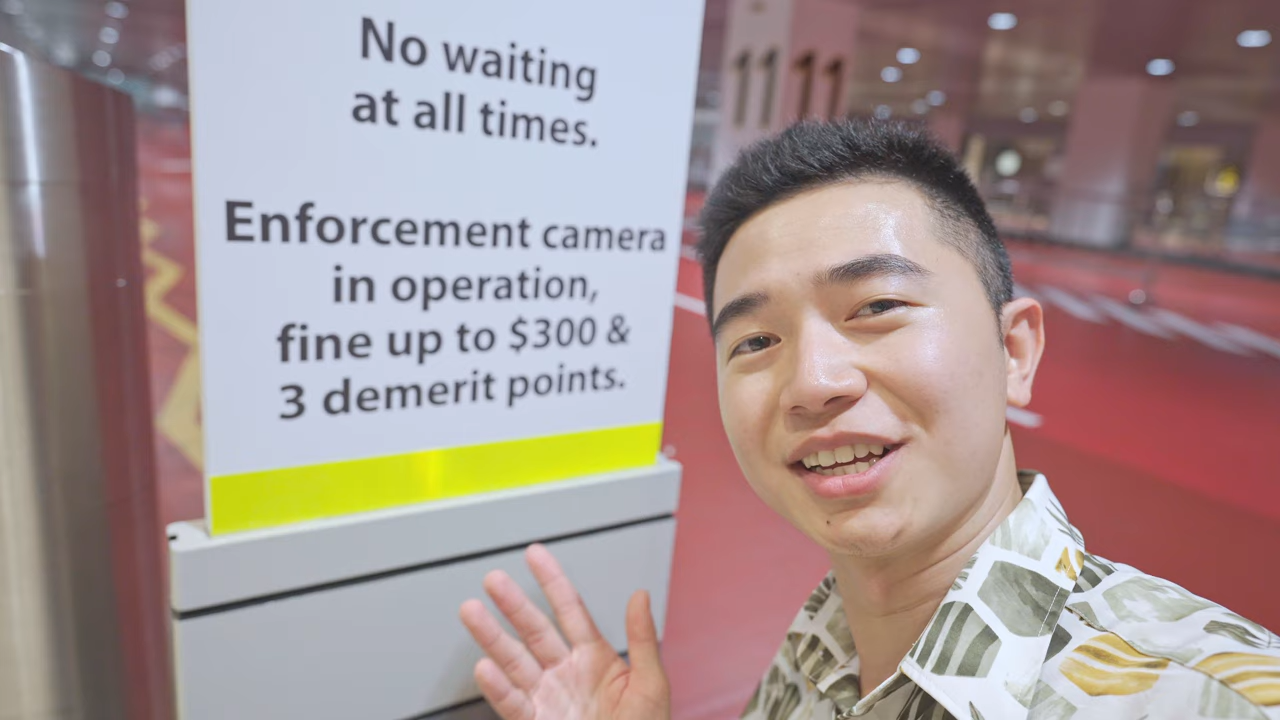 No waiting
at all times.
Enforcement camera
in operation,
fine up to $300 &
3 demerit points.